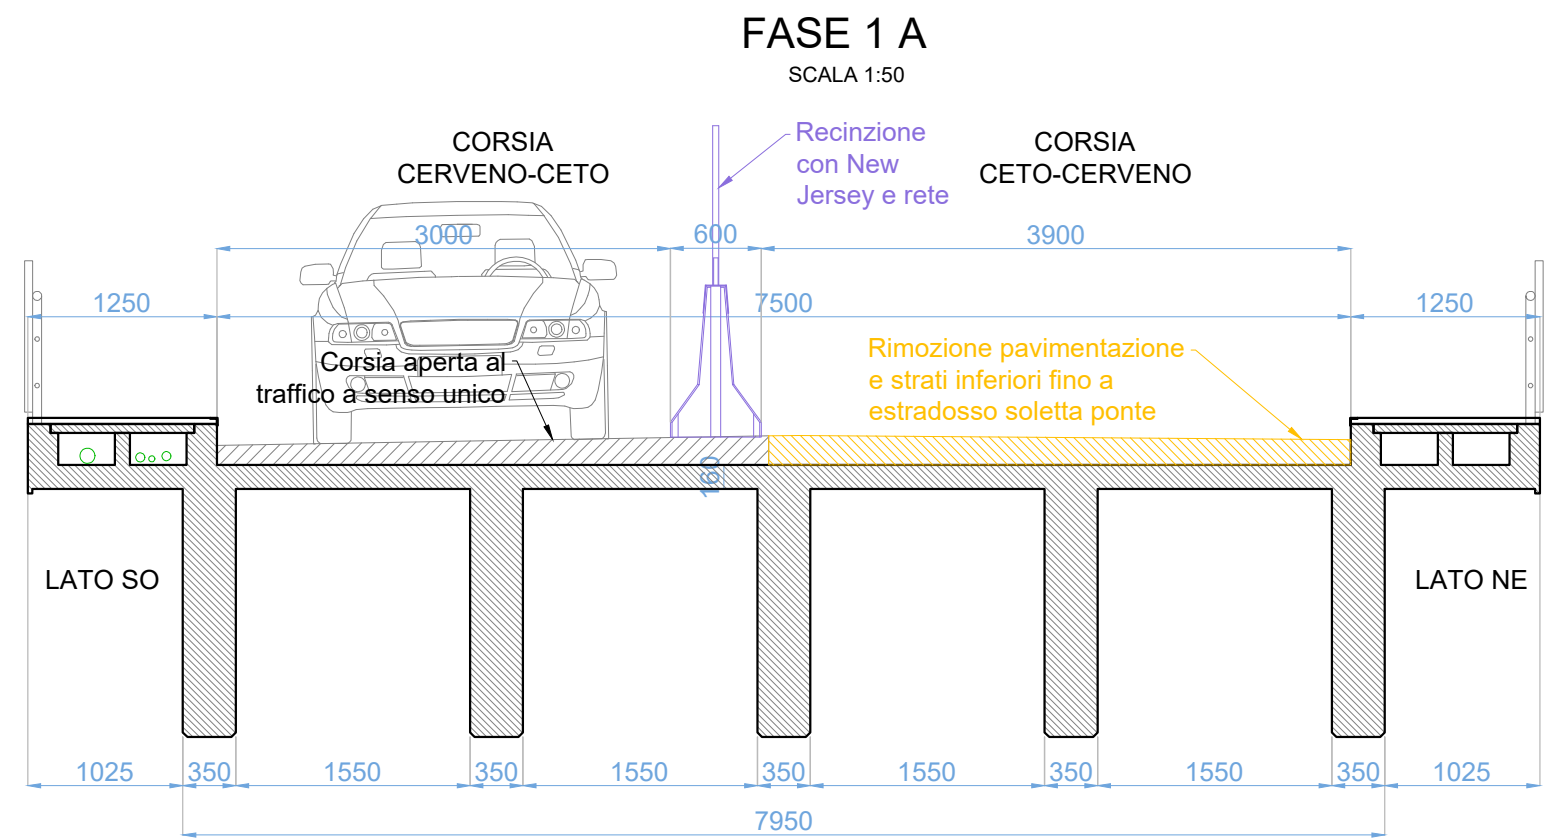 FASE 1 A
SCALA 1:50
CORSIA
CERVENO-CETO
Recinzione
con New
Jersey e rete
CORSIA
CETO-CERVENO
3000
600
3900
1250
7500
1250
Corsia aperta al
traffico a senso unico
Rimozione pavimentazione
e strati inferiori fino a
estradosso soletta ponte
160
LATO SO
LATO NE
1025
350
1550
350
1550
350
1550
350
1550
350
1025
7950